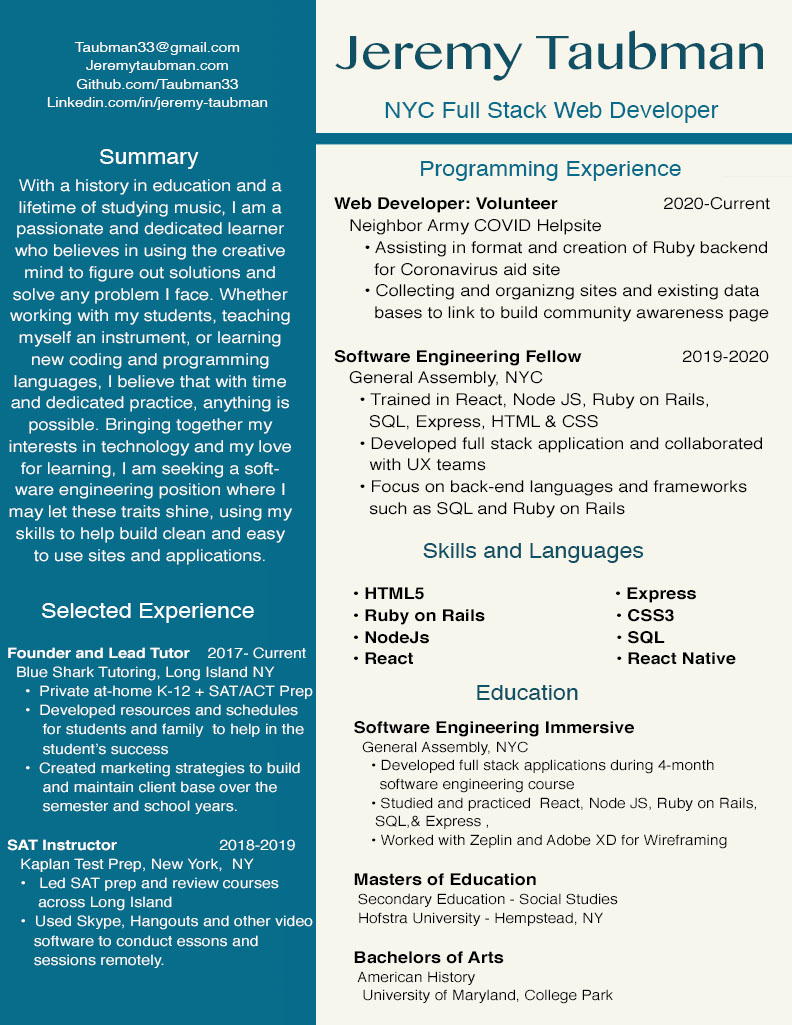 Taubman33@gmail.com
Jeremytaubman.com
Github.com/Taubman33
Linkedin.com/in/jeremy-taubman
Summary
With a history in education and a
lifetime of studying music, I am a
passionate and dedicated learner
who believes in using the creative
mind to figure out solutions and
solve any problem I face. Whether
working with my students, teaching
myself an instrument, or learning
new coding and programming
languages, I believe that with time
and dedicated practice, anything is
possible. Bringing together my
interests in technology and my love
for learning, I am seeking a soft-
ware engineering position where I
may let these traits shine, using my
skills to help build clean and easy
to use sites and applications.
Selected Experience
Founder and Lead Tutor 2017- Current
Blue Shark Tutoring, Long Island NY
• Private at-home K-12 + SAT/ACT Prep
• Developed resources and schedules
for students and family to help in the
student's success
• Created marketing strategies to build
and maintain client base over the
semester and school years.
SAT Instructor 2018-2019
Kaplan Test Prep, New York, NY
• Led SAT prep and review courses
across Long Island
• Used Skype, Hangouts and other video
software to conduct essons and
sessions remotely.
Jeremy Taubman
NYC Full Stack Web Developer
Programming Experience
Web Developer: Volunteer 2020-Current
Neighbor Army COVID Helpsite
• Assisting in format and creation of Ruby backend
for Coronavirus aid site
• Collecting and organizng sites and existing data
bases to link to build community awareness page
Software Engineering Fellow 2019-2020
General Assembly, NYC
• Trained in React, Node JS, Ruby on Rails,
SQL, Express, HTML & CSS
• Developed full stack application and collaborated
with UX teams
• Focus on back-end languages and frameworks
such as SQL and Ruby on Rails
Skills and Languages
• HTML5
• Ruby on Rails
• NodeJs
• React
• Express
• CSS3
• SQL
• React Native
Education
Software Engineering Immersive
General Assembly, NYC
• Developed full stack applications during 4-month
software engineering course
• Studied and practiced React, Node JS, Ruby on Rails,
SQL,& Express ,
• Worked with Zeplin and Adobe XD for Wireframing
Masters of Education
Secondary Education - Social Studies
Hofstra University - Hempstead, NY
Bachelors of Arts
American History
University of Maryland, College Park